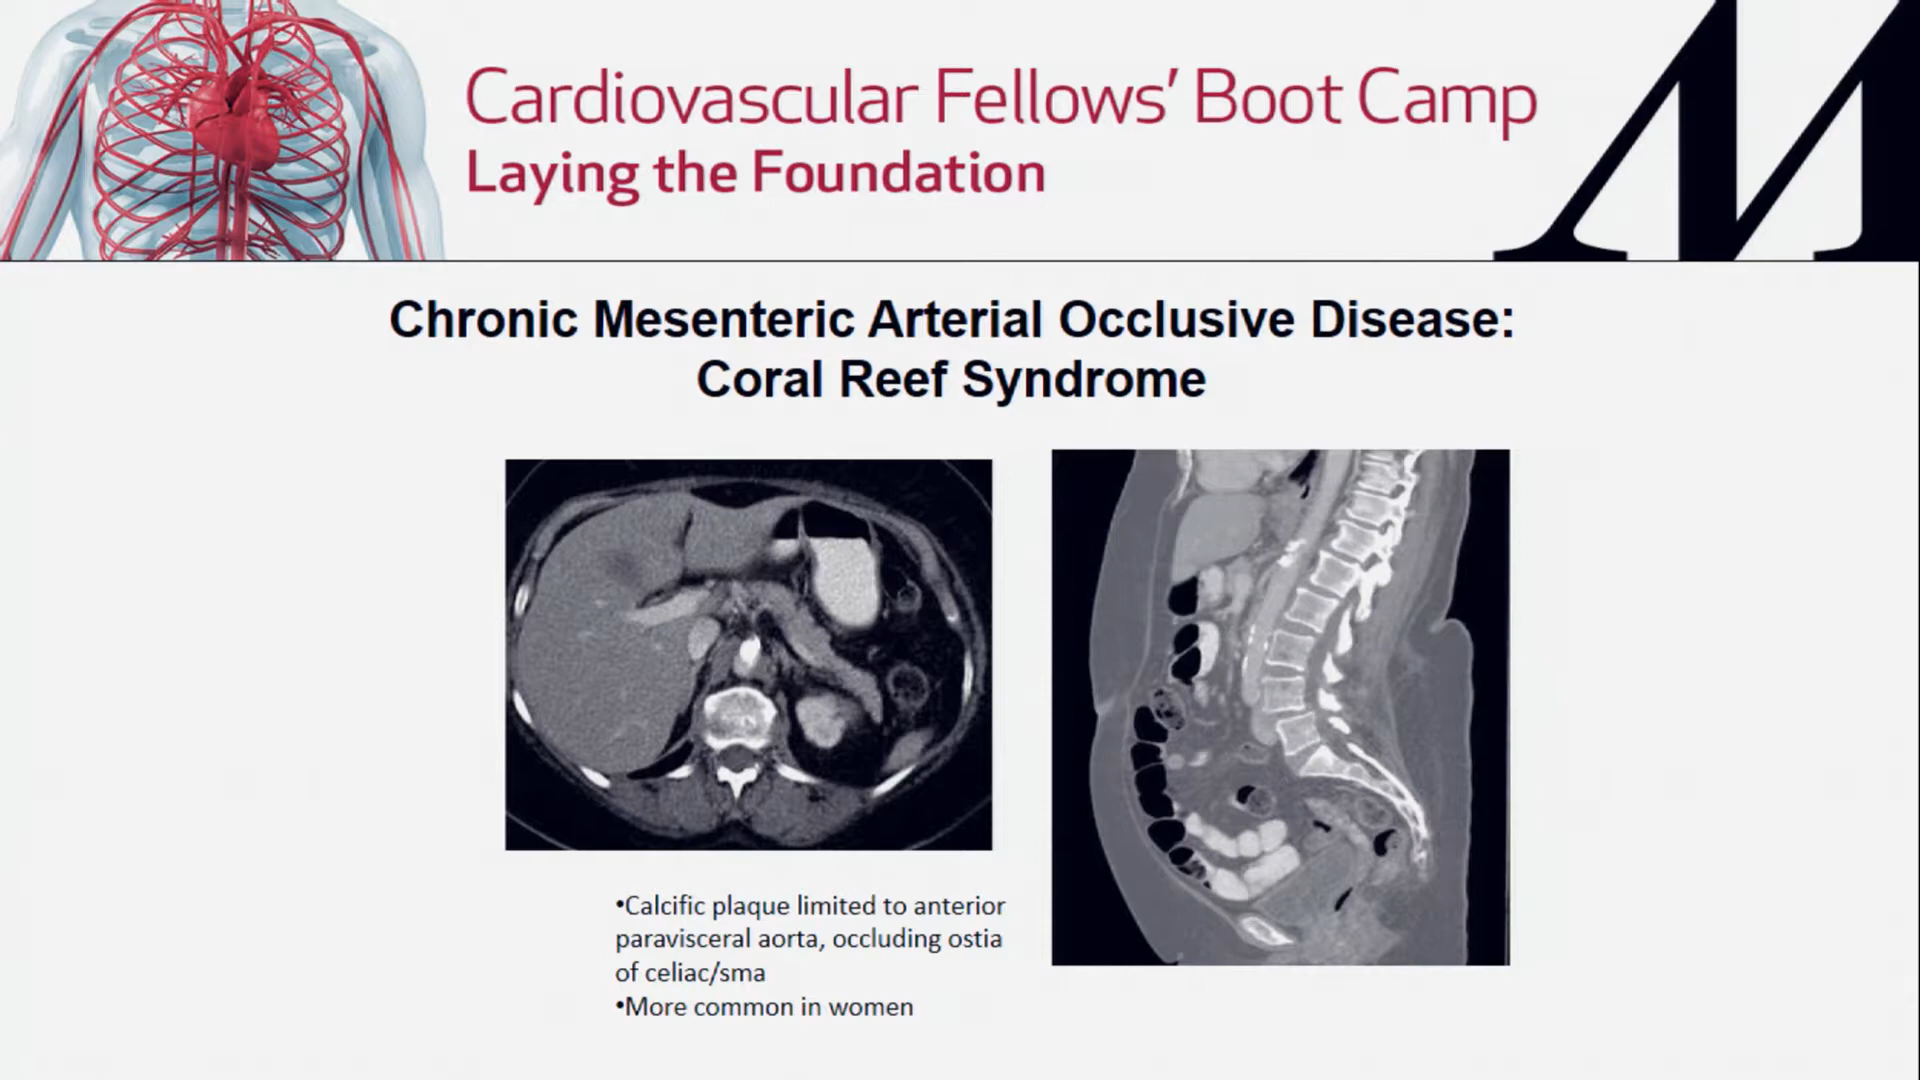 Cardiovascular Fellows’ Boot Camp
Laying the Foundation
M
Chronic Mesenteric Arterial Occlusive Disease:
Coral Reef Syndrome
•Calcific plaque limited to anterior
paravisceral aorta, occluding ostia
of celiac/sma
•More common in women